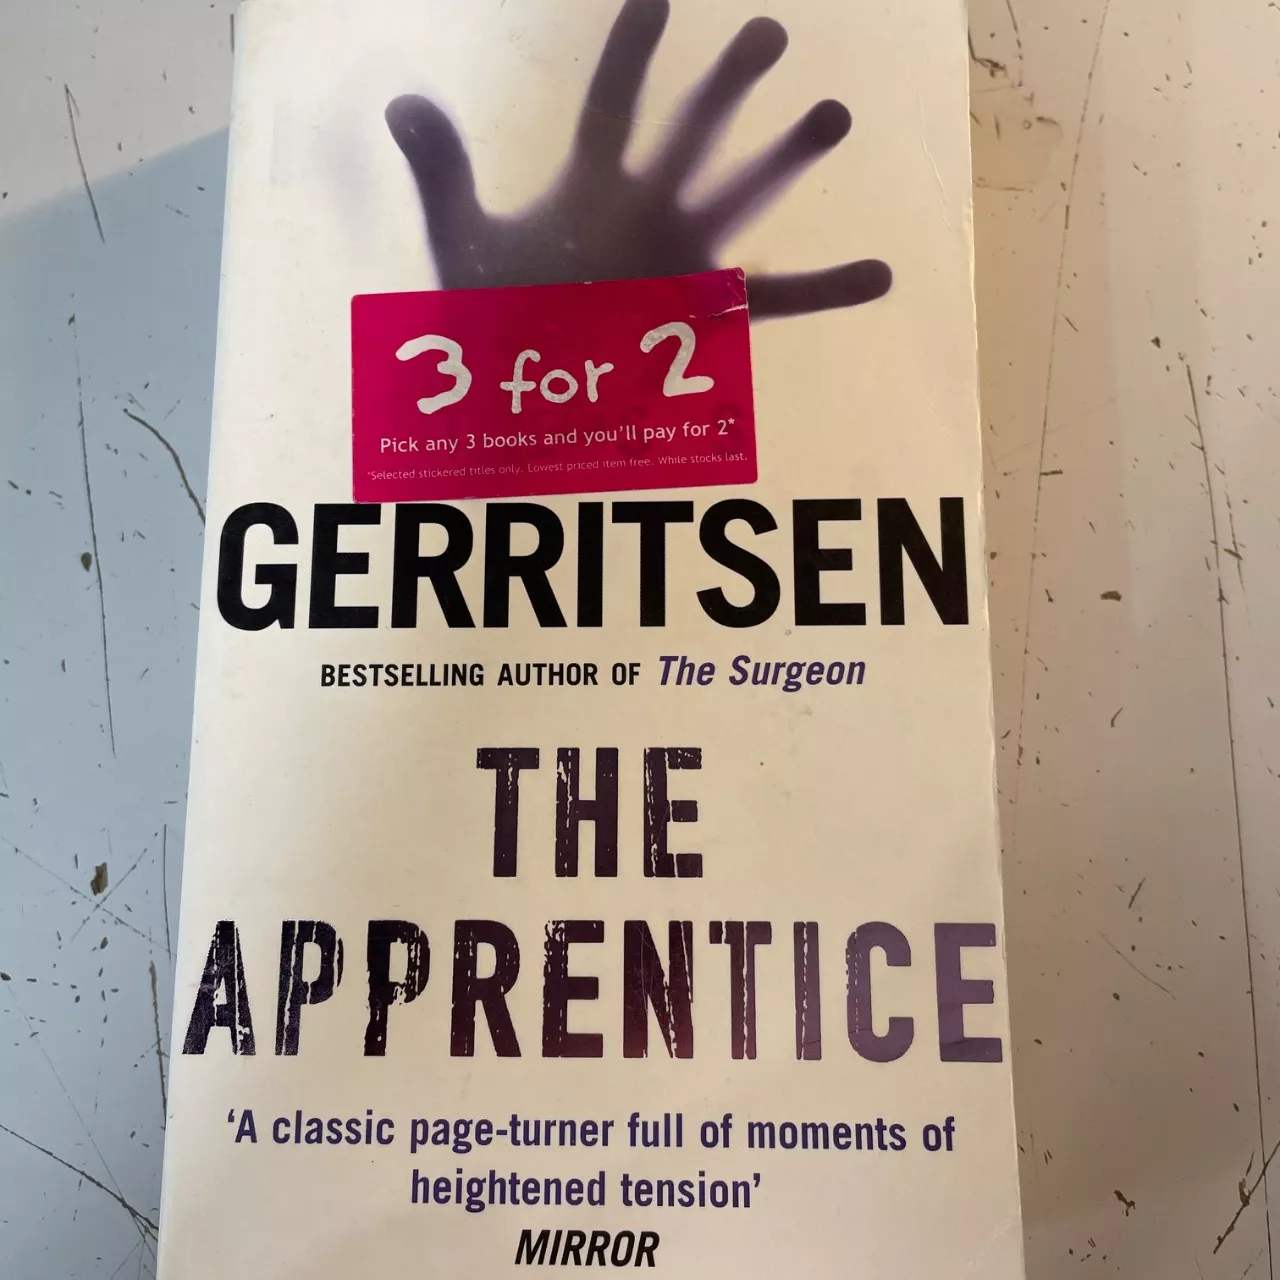 3 for 2
Pick any 3 books and you'll pay for 2*
*Selected stickered titles only. Lowest priced item free. While stocks last.
GERRITSEN
BESTSELLING AUTHOR OF The Surgeon
THE
APPRENTICE
‘A classic page-turner full of moments of
heightened tension’
MIRROR